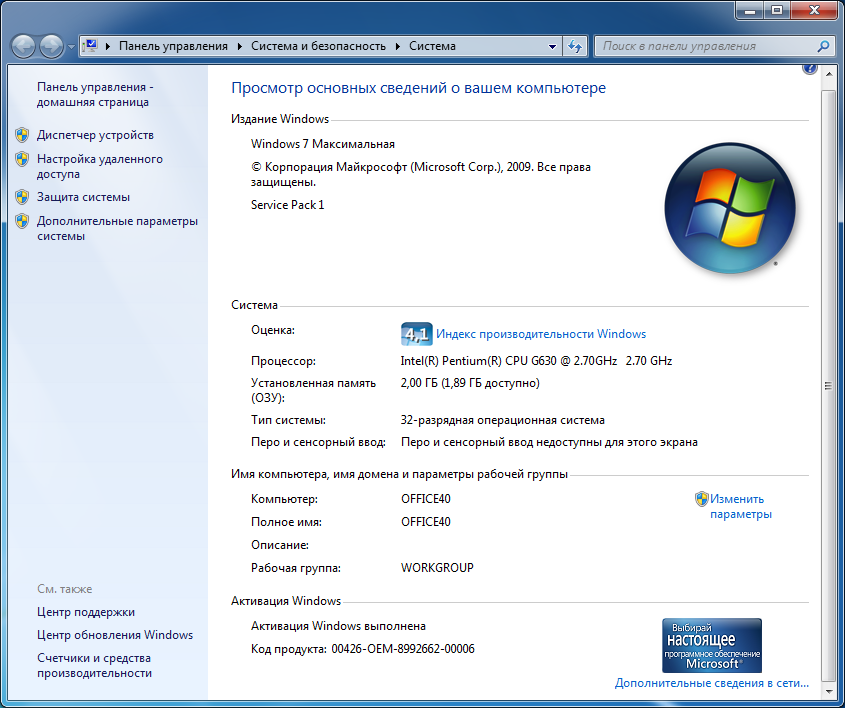 Панель управления
Система и безопасность
Система
Поиск в панели управления
Панель управления -
домашняя страница
Диспетчер устройств
Настройка удаленного
доступа
Защита системы
Дополнительные параметры
системы
См. также
Центр поддержки
Центр обновления Windows
Счетчики и средства
производительности
Просмотр основных сведений о вашем компьютере
Издание Windows
Windows 7 Максимальная
© Корпорация Майкрософт (Microsoft Corp.), 2009. Все права
защищены.
Service Pack 1
Система
Оценка:
4,1 Индекс производительности Windows
Процессор:
Intel(R) Pentium(R) CPU G630 @ 2.70GHz 2.70 GHz
Установленная память
(ОЗУ):
2,00 ГБ (1,89 ГБ доступно)
Тип системы:
32-разрядная операционная система
Перо и сенсорный ввод:
Перо и сенсорный ввод недоступны для этого экрана
Имя компьютера, имя домена и параметры рабочей группы
Компьютер:
OFFICE40
Изменить
параметры
Полное имя:
OFFICE40
Описание:
Рабочая группа:
WORKGROUP
Активация Windows
Активация Windows выполнена
Код продукта: 00426-OEM-8992662-00006
Выбирай
настоящее
программное обеспечение
Microsoft®
Дополнительные сведения в сети...